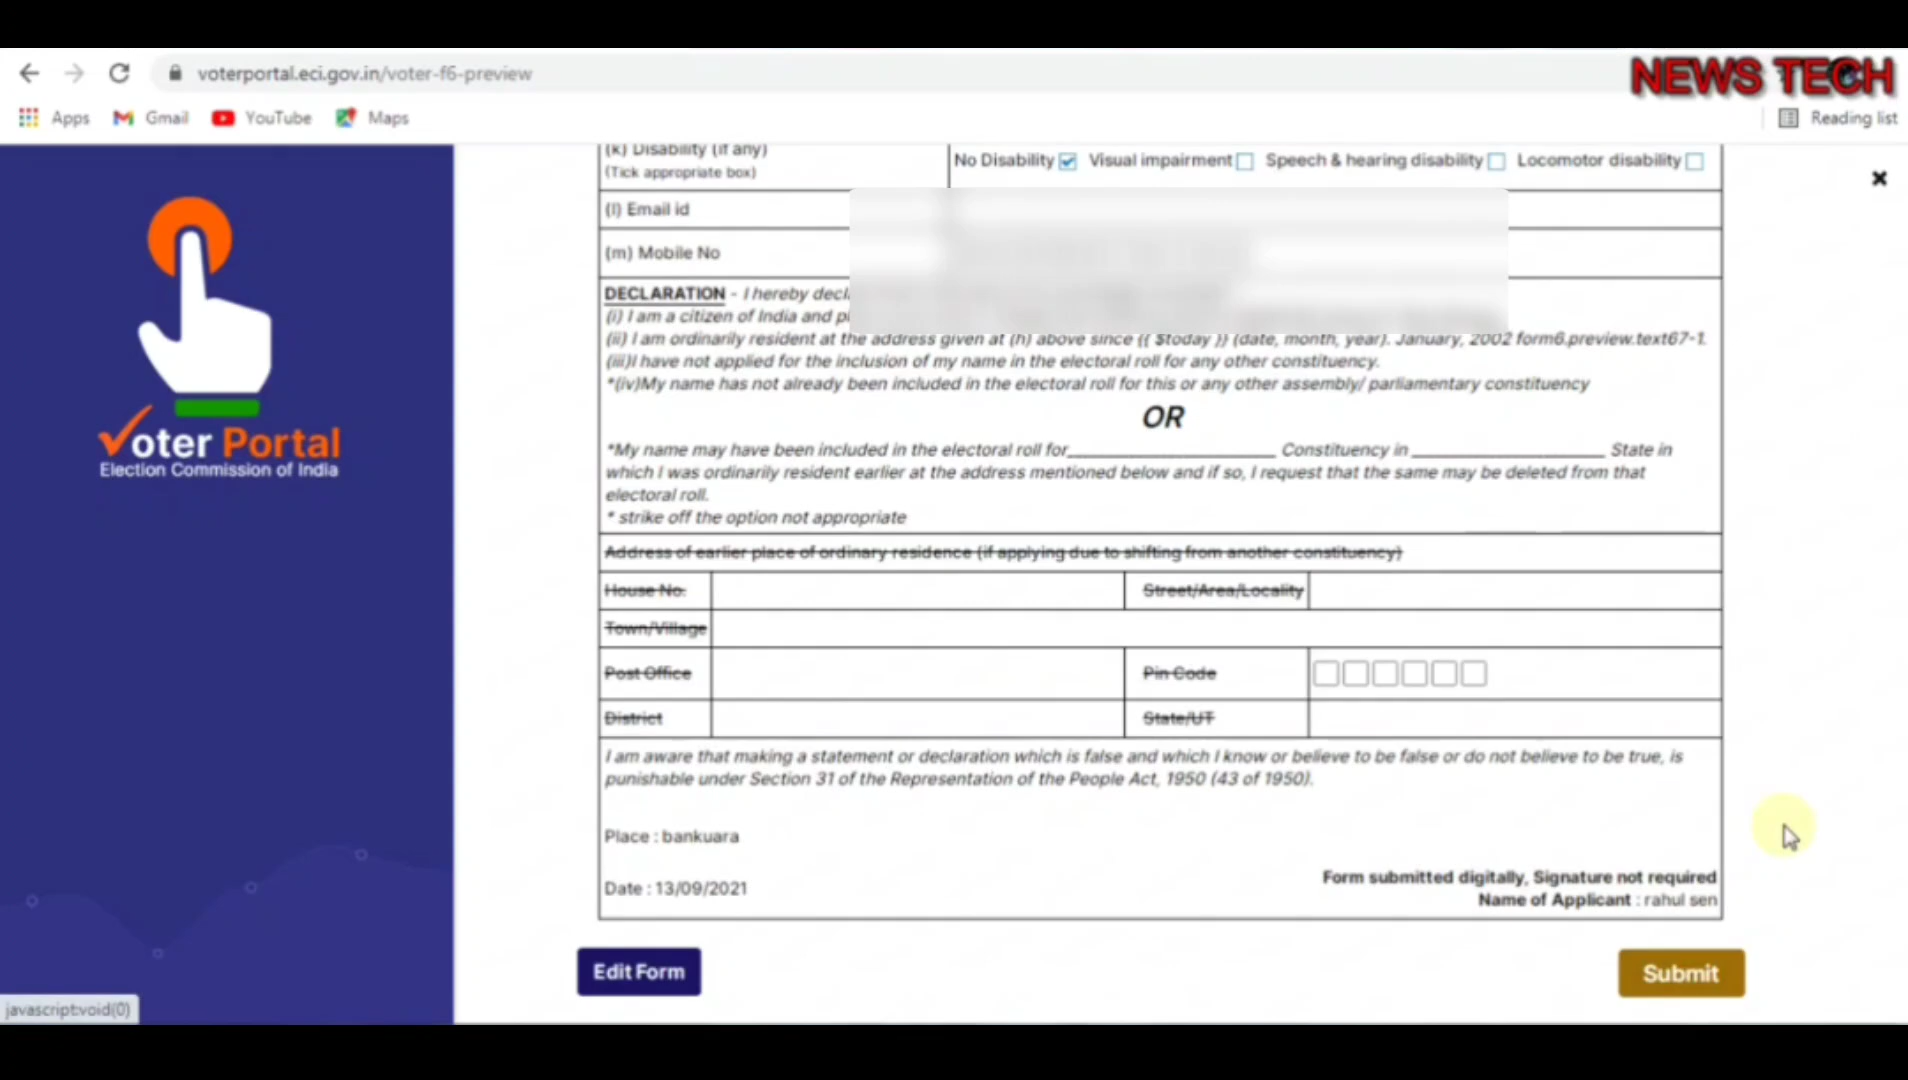 voterportal.eci.gov.in/voter-f6-preview
NEWS TECH
Apps Gmail YouTube Maps
Reading list
(k) Disability (if any)
(Tick appropriate box)
No Disability Visual impairment Speech & hearing disability Locomotor disability
(l) Email id
(m) Mobile No
DECLARATION - I hereby decl
(i) I am a citizen of India and
(ii) I am ordinarily resident at the address given at (h) above since {{ $today }} (date, month, year). January, 2002 form6.preview.text67-1.
(iii)I have not applied for the inclusion of my name in the electoral roll for any other constituency.
*(iv)My name has not already been included in the electoral roll for this or any other assembly/ parliamentary constituency
OR
*My name may have been included in the electoral roll for____________________ Constituency in ____________________ State in
which I was ordinarily resident earlier at the address mentioned below and if so, I request that the same may be deleted from that
electoral roll.
* strike off the option not appropriate
Address of earlier place of ordinary residence (if applying due to shifting from another constituency)
House No. Street/Area/Locality
Town/Village
Post Office Pin Code
District State/UT
I am aware that making a statement or declaration which is false and which I know or believe to be false or do not believe to be true, is
punishable under Section 31 of the Representation of the People Act, 1950 (43 of 1950).
Place : bankuara
Date : 13/09/2021
Form submitted digitally, Signature not required
Name of Applicant : rahul sen
Edit Form
Submit
Voter Portal
Election Commission of India
javascript:void(0)